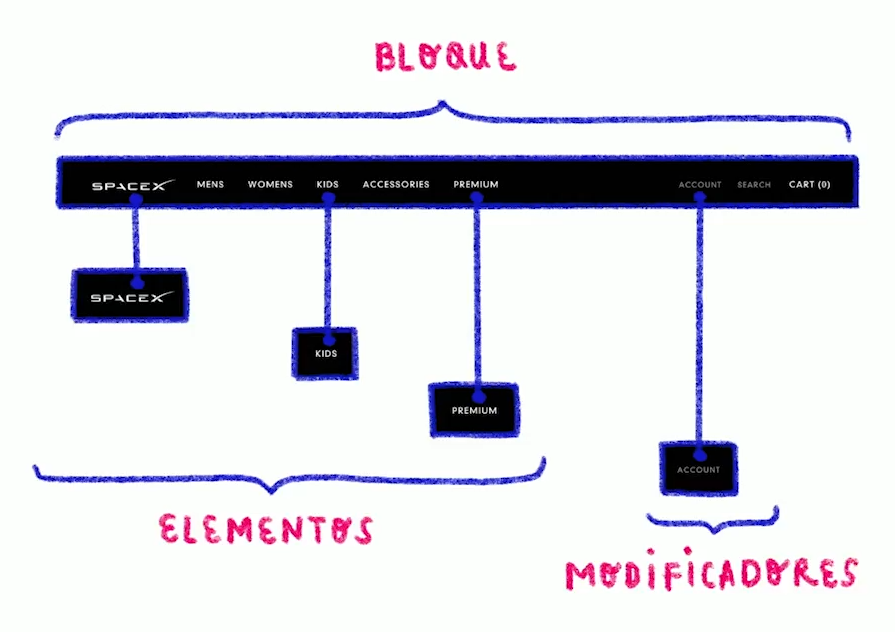 BLOQUE
SPACEX MENS WOMENS KIDS ACCESSORIES PREMIUM ACCOUNT SEARCH CART (0)
SPACEX
KIDS
PREMIUM
ACCOUNT
ELEMENTOS
MODiFiCADORES